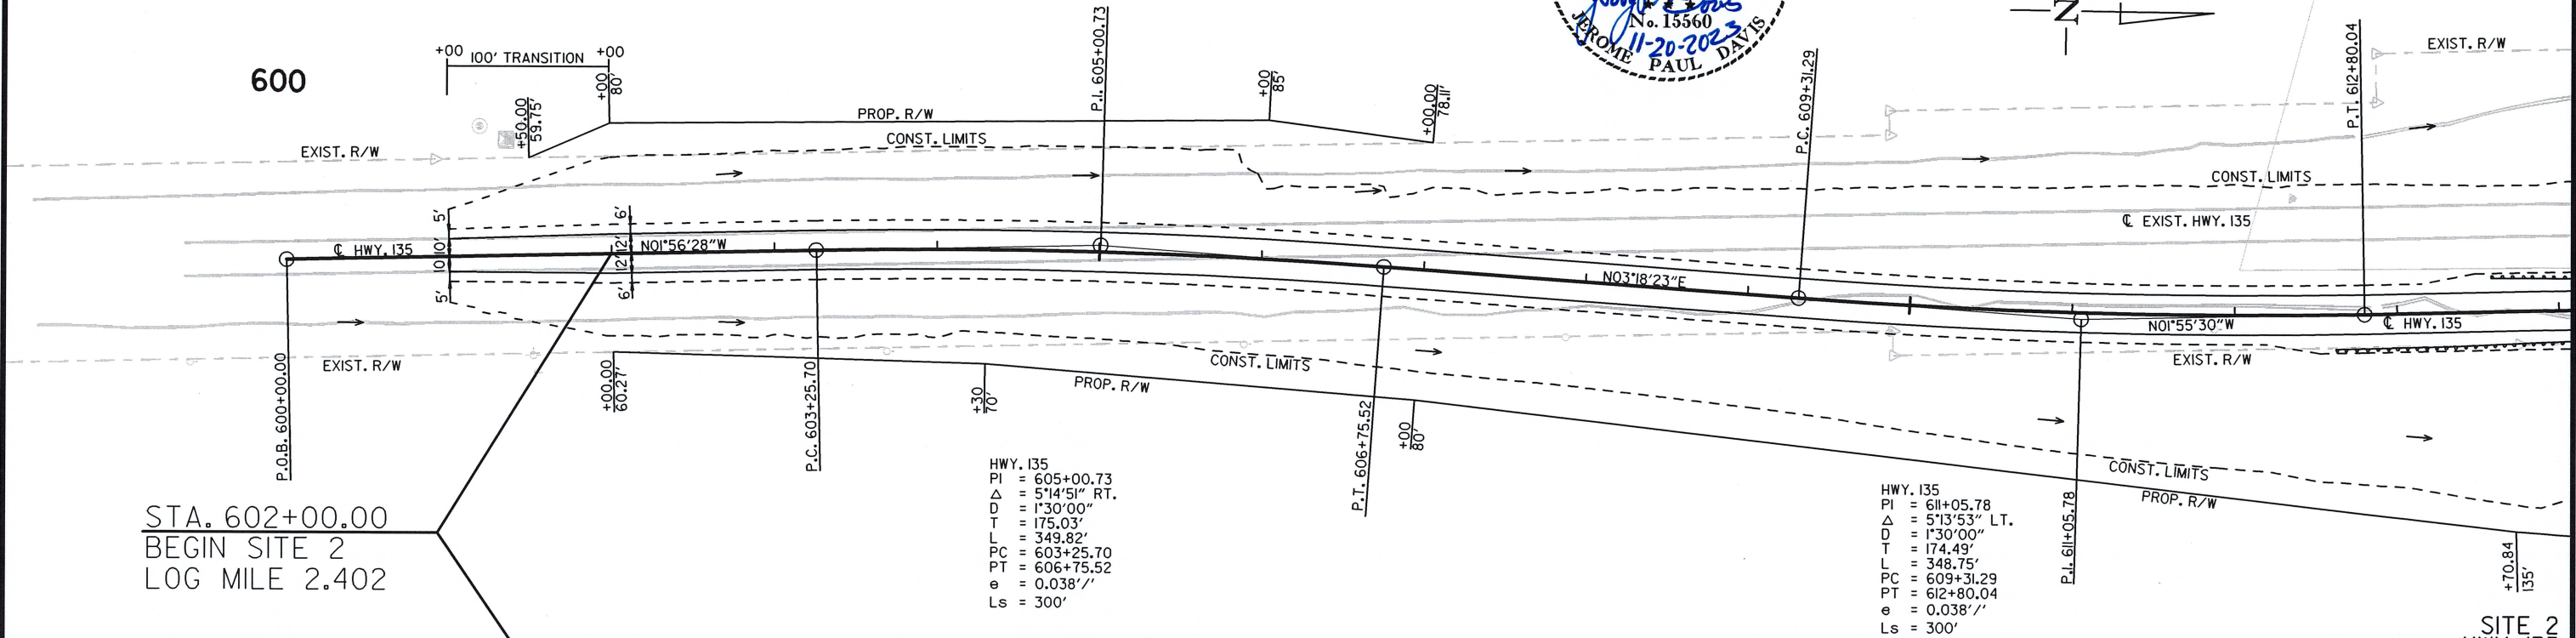 600
+00 100' TRANSITION +00
80'
+50.00
59.75'
PROP. R/W
CONST. LIMITS
EXIST. R/W
P.I. 605+00.73
+00
85'
+00.00
78.11'
No. 15560
11-20-2023
JEROME PAUL DAVIS
N
P.C. 609+31.29
P.T. 612+80.04
EXIST. R/W
CONST. LIMITS
℄ EXIST. HWY. 135
5'
10'
10'
5'
6'
12'
12'
6'
℄ HWY. 135
N01°56'28"W
N03°18'23"E
N01°55'30"W
℄ HWY. 135
EXIST. R/W
EXIST. R/W
P.O.B. 600+00.00
+00.00
60.27'
P.C. 603+25.70
+30
70'
PROP. R/W
CONST. LIMITS
P.T. 606+75.52
+00
80'
P.I. 611+05.78
CONST. LIMITS
PROP. R/W
+70.84
135'
STA. 602+00.00
BEGIN SITE 2
LOG MILE 2.402
HWY. 135
PI = 605+00.73
△ = 5°14'51" RT.
D = 1°30'00"
T = 175.03'
L = 349.82'
PC = 603+25.70
PT = 606+75.52
e = 0.038'/'
Ls = 300'
HWY. 135
PI = 611+05.78
△ = 5°13'53" LT.
D = 1°30'00"
T = 174.49'
L = 348.75'
PC = 609+31.29
PT = 612+80.04
e = 0.038'/'
Ls = 300'
SITE 2